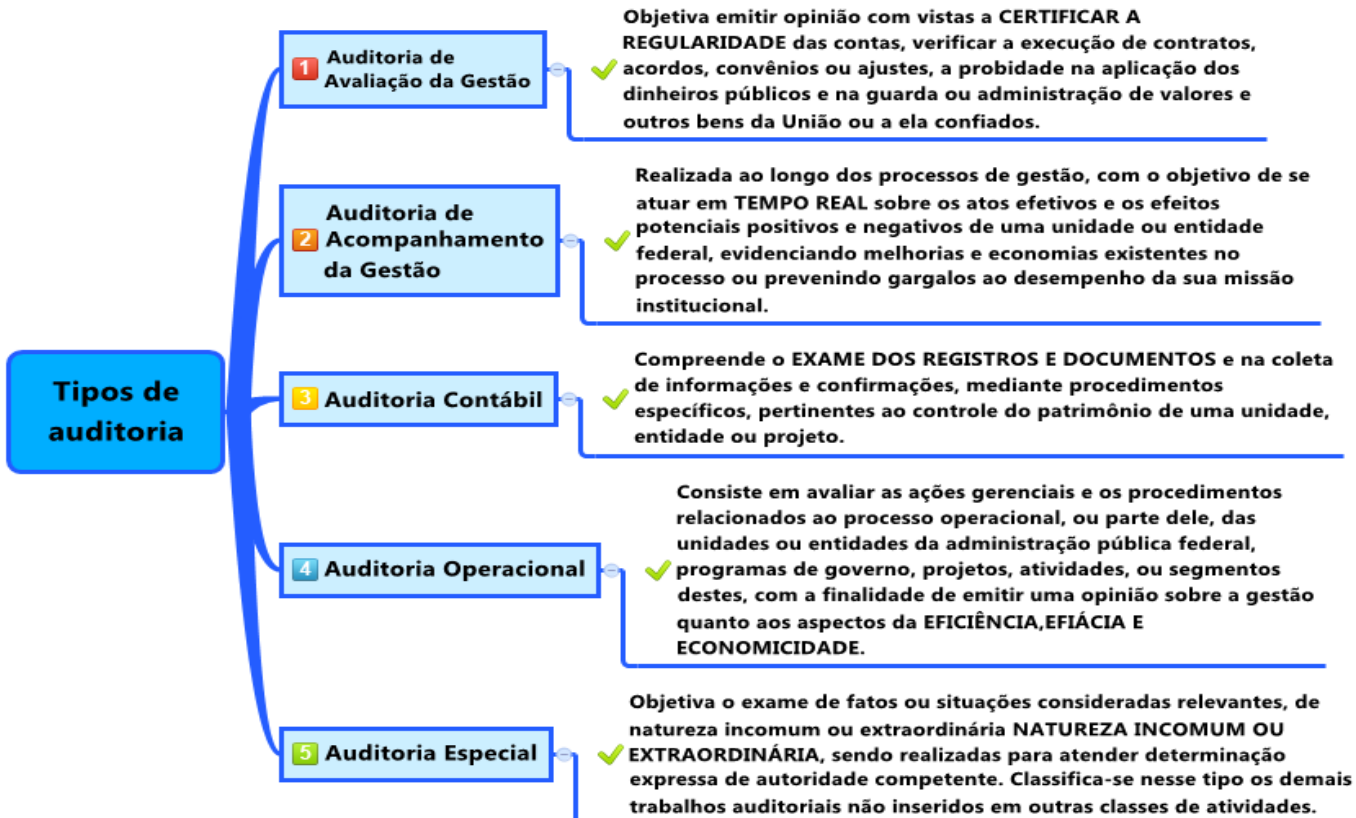 Tipos de
auditoria
1 Auditoria de
Avaliação da Gestão
Objetiva emitir opinião com vistas a CERTIFICAR A
REGULARIDADE das contas, verificar a execução de contratos,
acordos, convênios ou ajustes, a probidade na aplicação dos
dinheiros públicos e na guarda ou administração de valores e
outros bens da União ou a ela confiados.
2 Auditoria de
Acompanhamento
da Gestão
Realizada ao longo dos processos de gestão, com o objetivo de se
atuar em TEMPO REAL sobre os atos efetivos e os efeitos
potenciais positivos e negativos de uma unidade ou entidade
federal, evidenciando melhorias e economias existentes no
processo ou prevenindo gargalos ao desempenho da sua missão
institucional.
3 Auditoria Contábil
Compreende o EXAME DOS REGISTROS E DOCUMENTOS e na coleta
de informações e confirmações, mediante procedimentos
específicos, pertinentes ao controle do patrimônio de uma unidade,
entidade ou projeto.
4 Auditoria Operacional
Consiste em avaliar as ações gerenciais e os procedimentos
relacionados ao processo operacional, ou parte dele, das
unidades ou entidades da administração pública federal,
programas de governo, projetos, atividades, ou segmentos
destes, com a finalidade de emitir uma opinião sobre a gestão
quanto aos aspectos da EFICIÊNCIA,EFIÁCIA E
ECONOMICIDADE.
5 Auditoria Especial
Objetiva o exame de fatos ou situações consideradas relevantes, de
natureza incomum ou extraordinária NATUREZA INCOMUM OU
EXTRAORDINÁRIA, sendo realizadas para atender determinação
expressa de autoridade competente. Classifica-se nesse tipo os demais
trabalhos auditoriais não inseridos em outras classes de atividades.